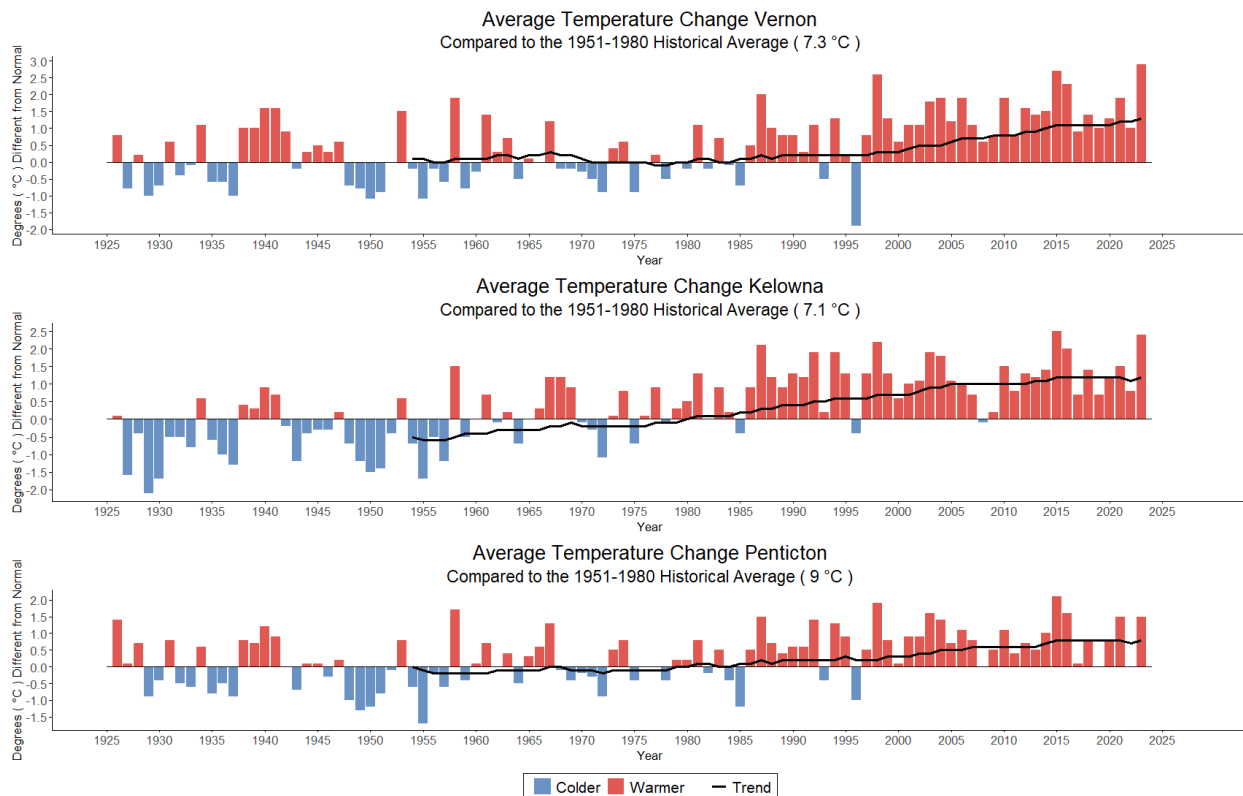 Average Temperature Change Vernon
Compared to the 1951-1980 Historical Average ( 7.3 °C )
Degrees ( °C ) Different from Normal
3.0
2.5
2.0
1.5
1.0
0.5
0.0
-0.5
-1.0
-1.5
-2.0
1925 1930 1935 1940 1945 1950 1955 1960 1965 1970 1975 1980 1985 1990 1995 2000 2005 2010 2015 2020 2025
Year
Average Temperature Change Kelowna
Compared to the 1951-1980 Historical Average ( 7.1 °C )
Degrees ( °C ) Different from Normal
2.5
2.0
1.5
1.0
0.5
0.0
-0.5
-1.0
-1.5
-2.0
1925 1930 1935 1940 1945 1950 1955 1960 1965 1970 1975 1980 1985 1990 1995 2000 2005 2010 2015 2020 2025
Year
Average Temperature Change Penticton
Compared to the 1951-1980 Historical Average ( 9 °C )
Degrees ( °C ) Different from Normal
2.0
1.5
1.0
0.5
0.0
-0.5
-1.0
-1.5
1925 1930 1935 1940 1945 1950 1955 1960 1965 1970 1975 1980 1985 1990 1995 2000 2005 2010 2015 2020 2025
Year
Colder Warmer Trend